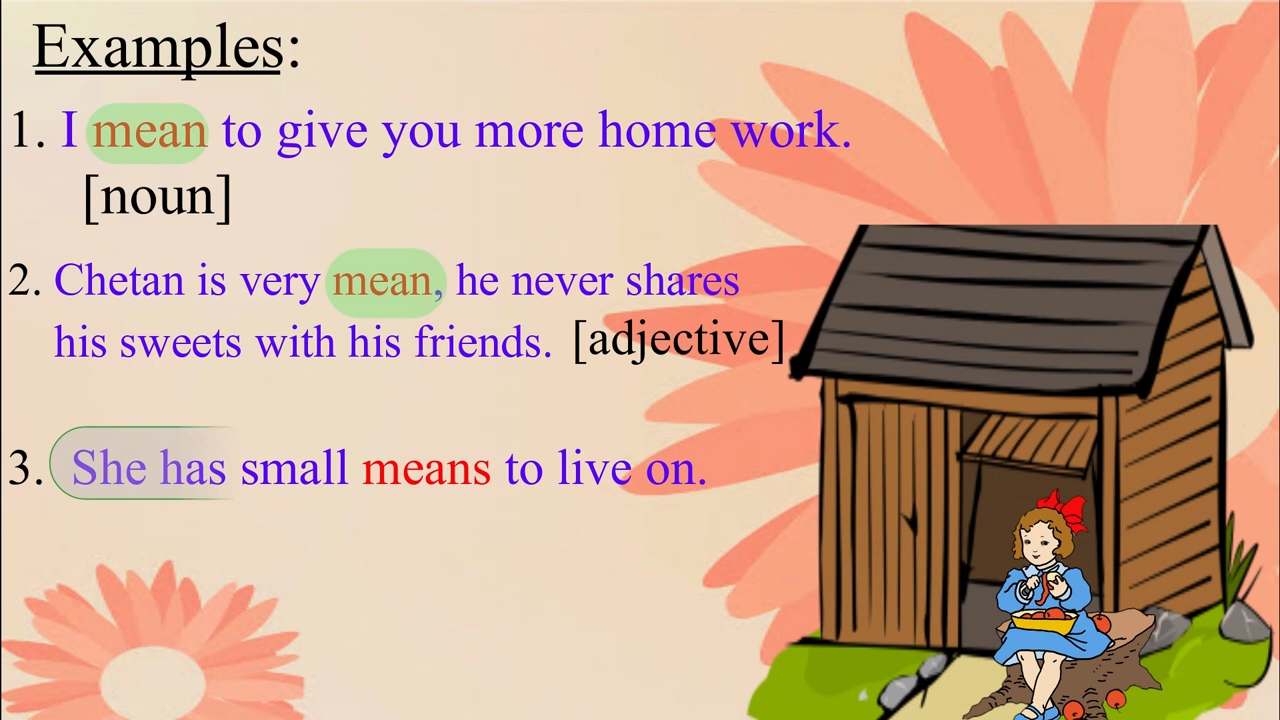 Examples:
1. I mean to give you more home work.
[noun]
2. Chetan is very mean, he never shares
his sweets with his friends. [adjective]
3. She has small means to live on.